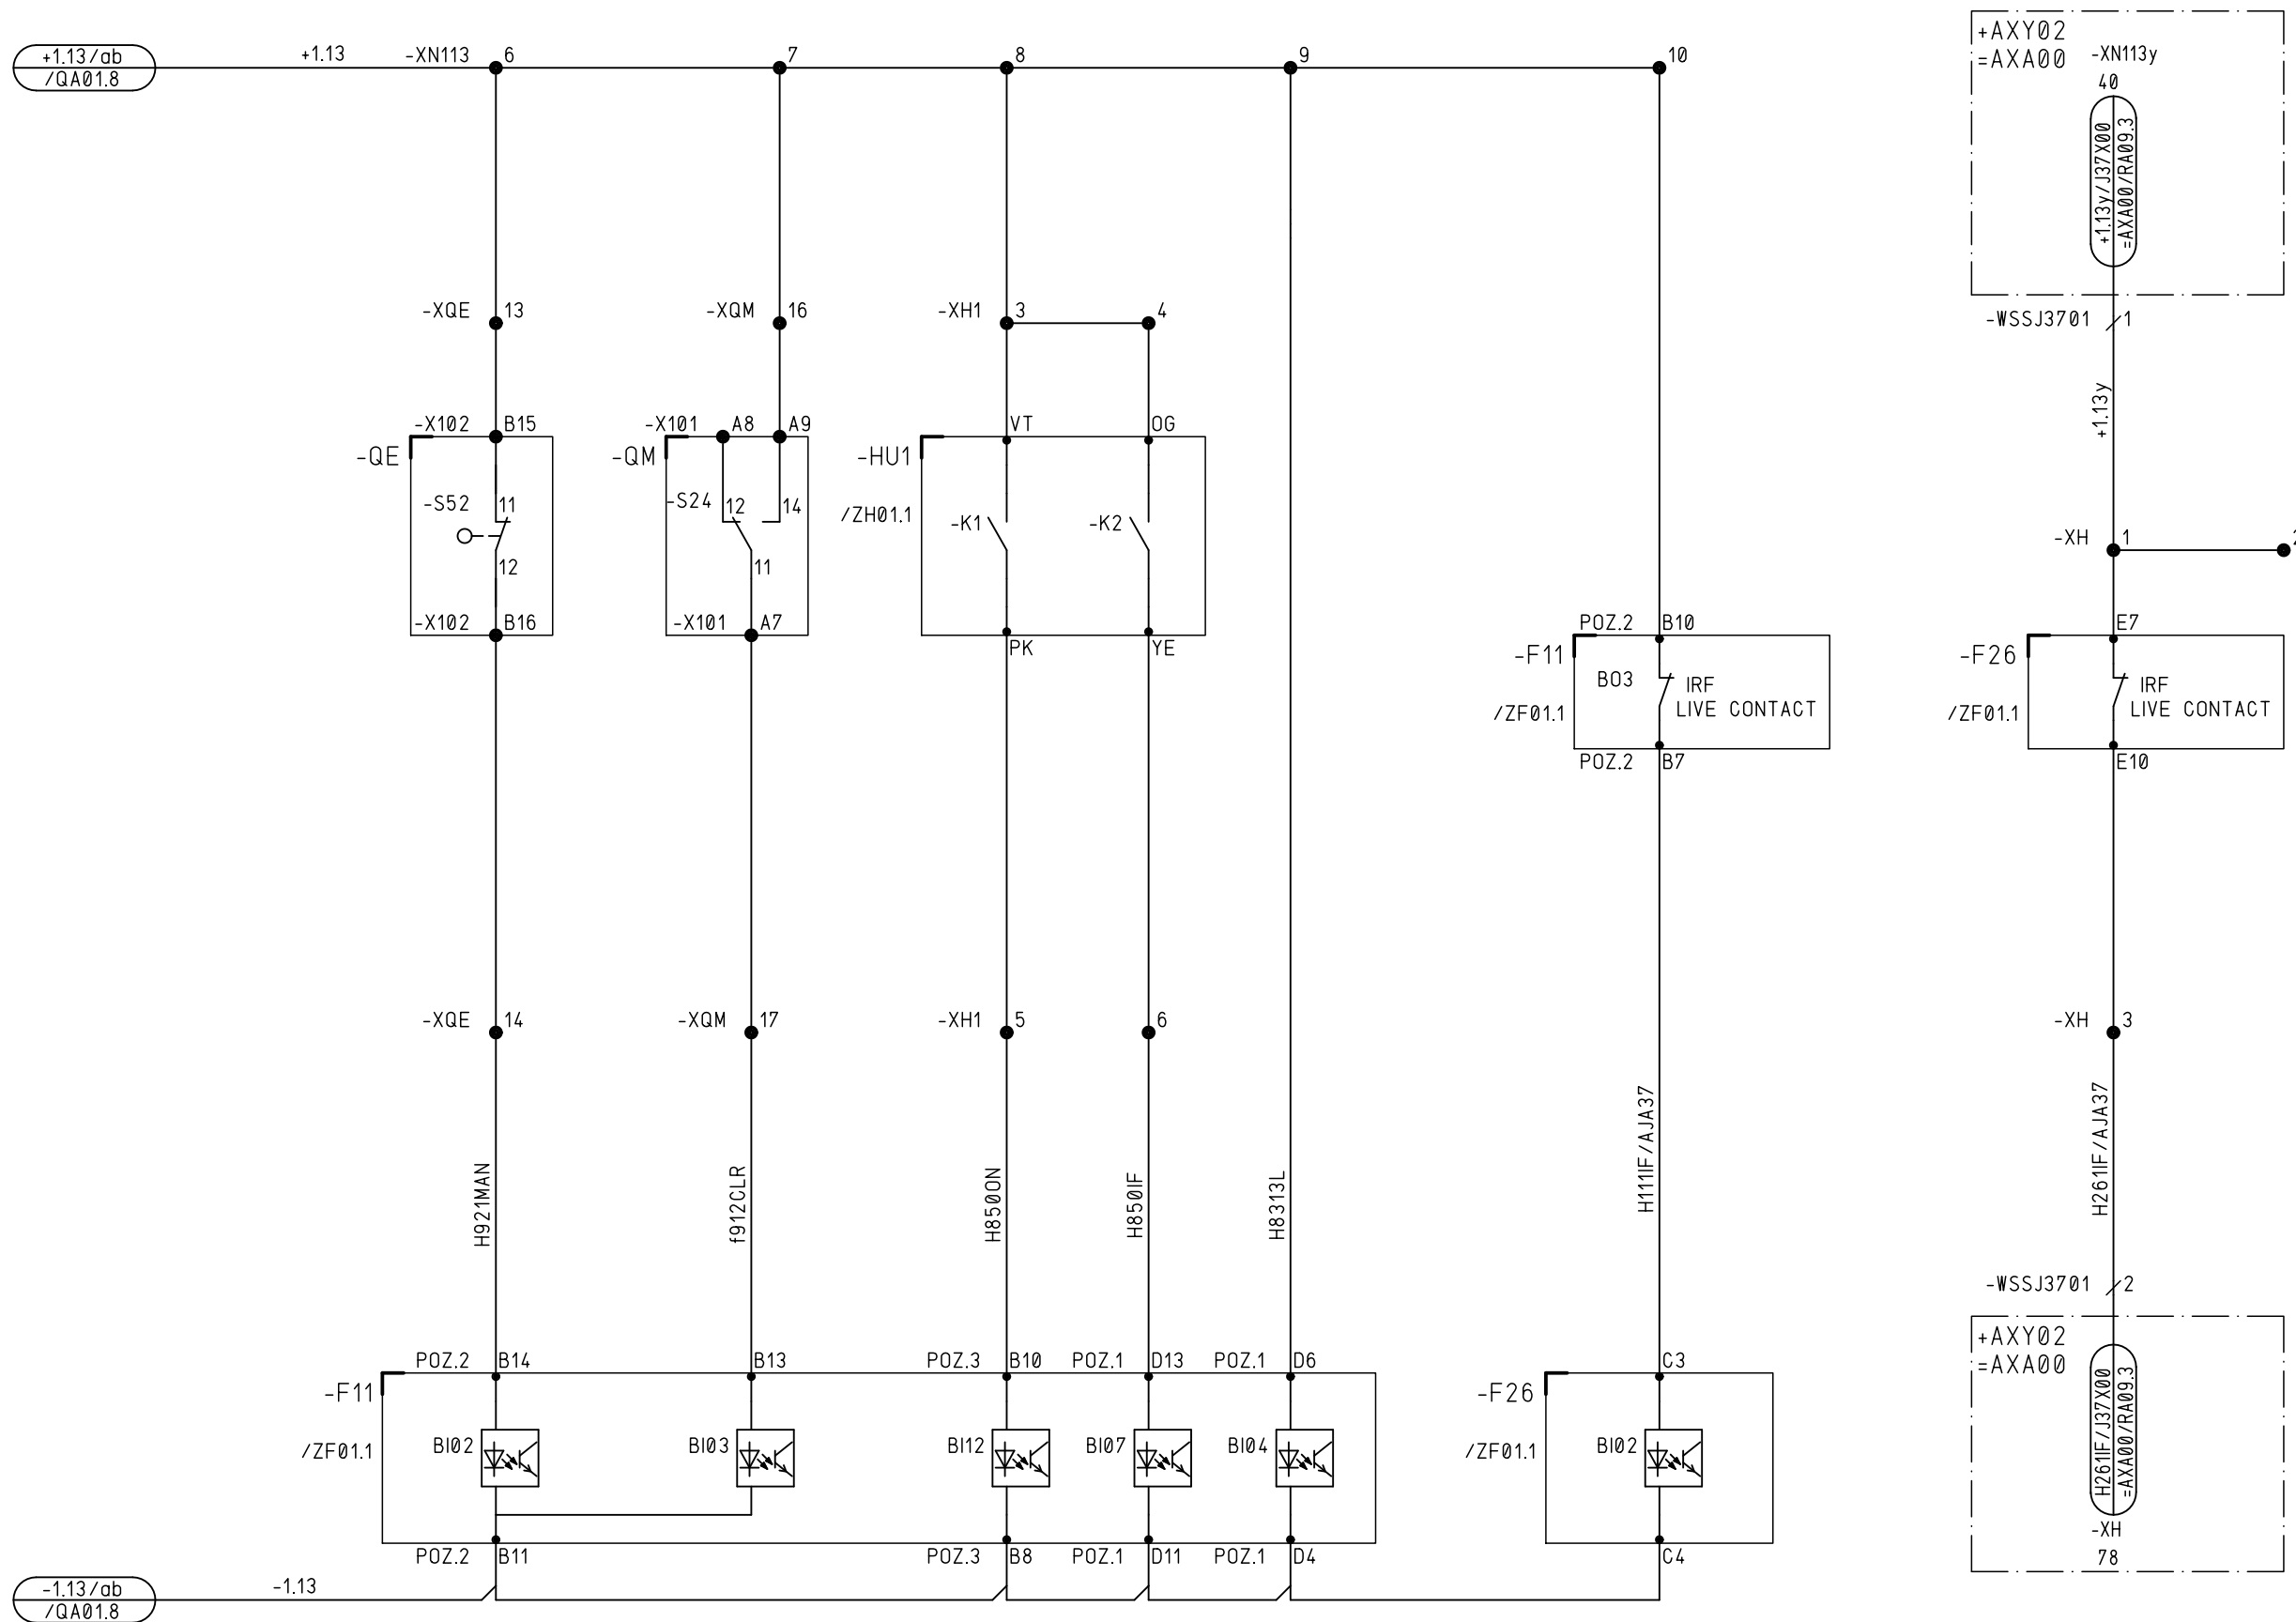 +1.13/ab
/QA01.8
+1.13
-XN113 6
7
8
9
10
+AXY02
=AXA00
-XN113y
40
+1.13y/J37X00
=AXA00/RA09.3
-XQE 13
-XQM 16
-XH1 3
4
-WSSJ3701 1
+1.13y
-X102 B15
-QE
-S52 11
12
-X102 B16
-X101 A8 A9
-QM
-S24 12 14
11
-X101 A7
VT OG
-HU1
/ZH01.1
-K1 -K2
PK YE
-XH 1
POZ.2 B10
-F11
BO3 IRF
LIVE CONTACT
/ZF01.1
POZ.2 B7
E7
-F26
IRF
LIVE CONTACT
/ZF01.1
E10
-XQE 14
-XQM 17
-XH1 5
6
-XH 3
H921MAN
f912CLR
H850ON
H850IF
H8313L
H111IF/AJA37
H261IF/AJA37
-WSSJ3701 2
POZ.2 B14
B13
POZ.3 B10
POZ.1 D13
POZ.1 D6
C3
-F11
/ZF01.1
BI02
BI03
BI12
BI07
BI04
-F26
/ZF01.1
BI02
POZ.2 B11
POZ.3 B8
POZ.1 D11
POZ.1 D4
C4
+AXY02
=AXA00
H261IF/J37X00
=AXA00/RA09.3
-XH
78
-1.13/ab
/QA01.8
-1.13